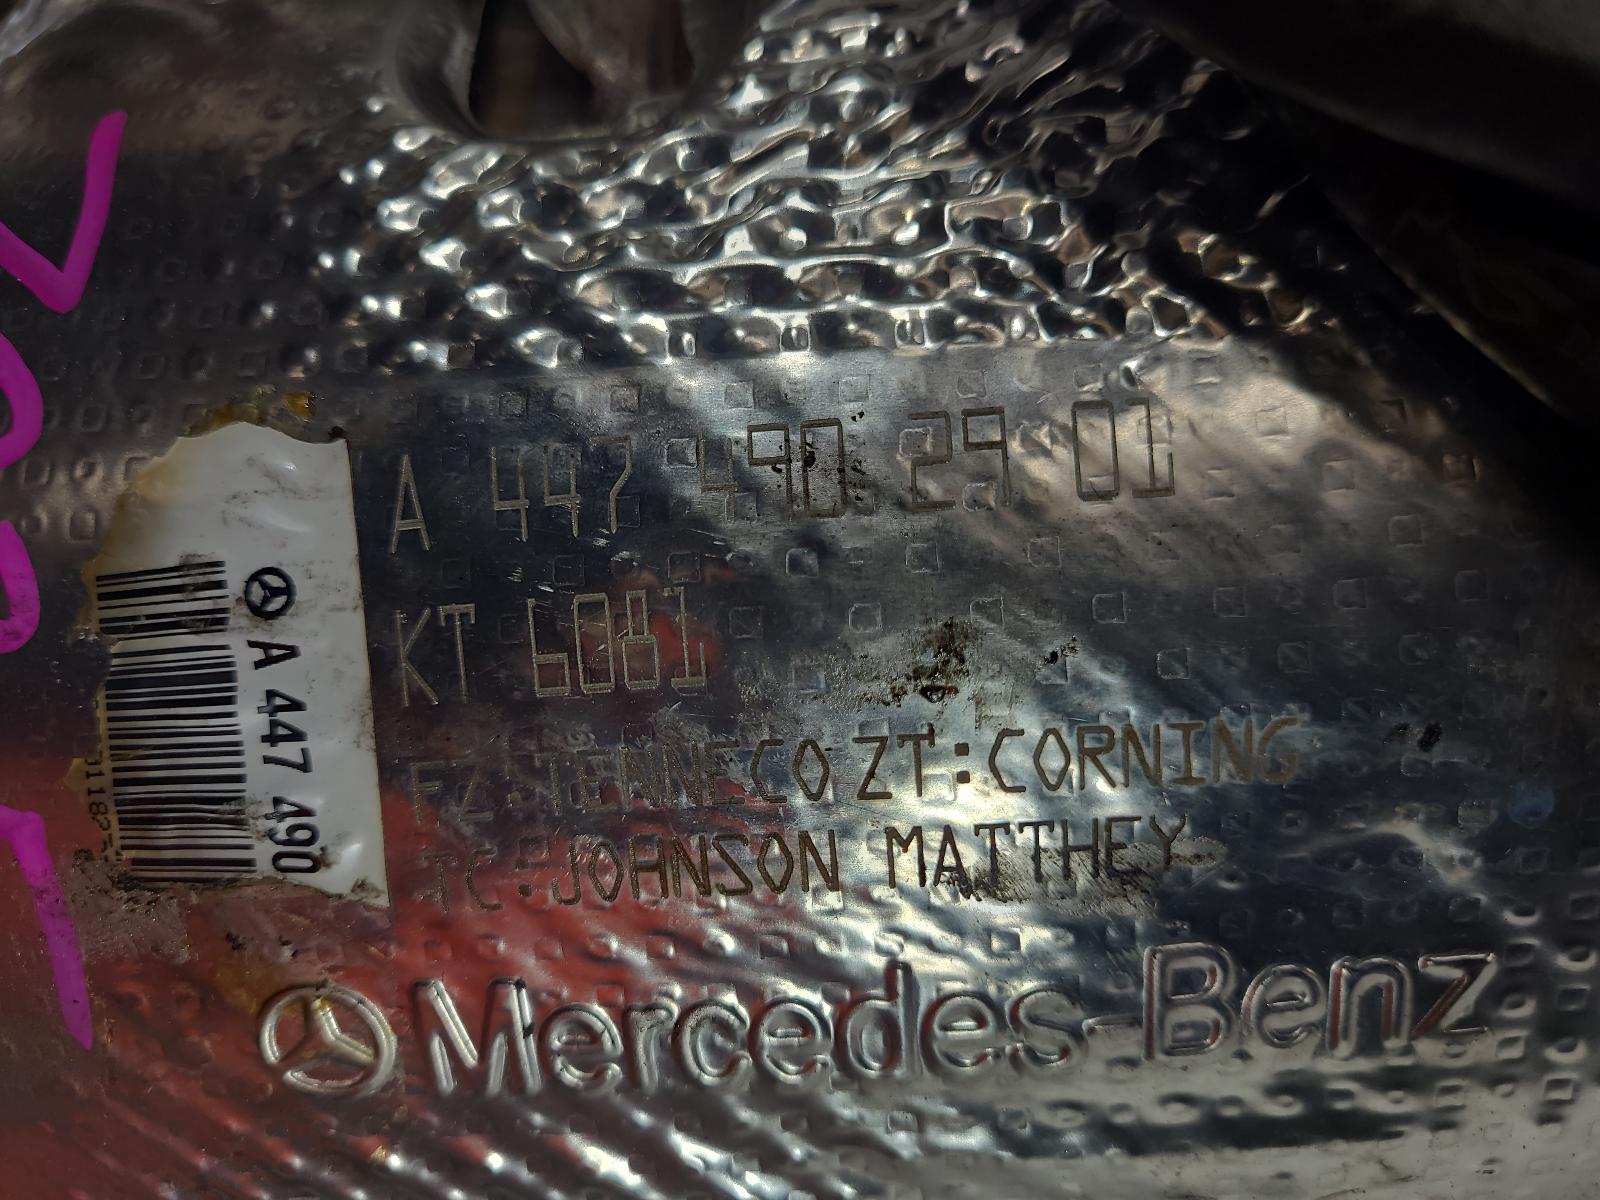 A 447 490 29 01
KT 6081
FZ:TENNECO ZT:CORNING
TC:JOHNSON MATTHEY
Mercedes-Benz
A 447 490